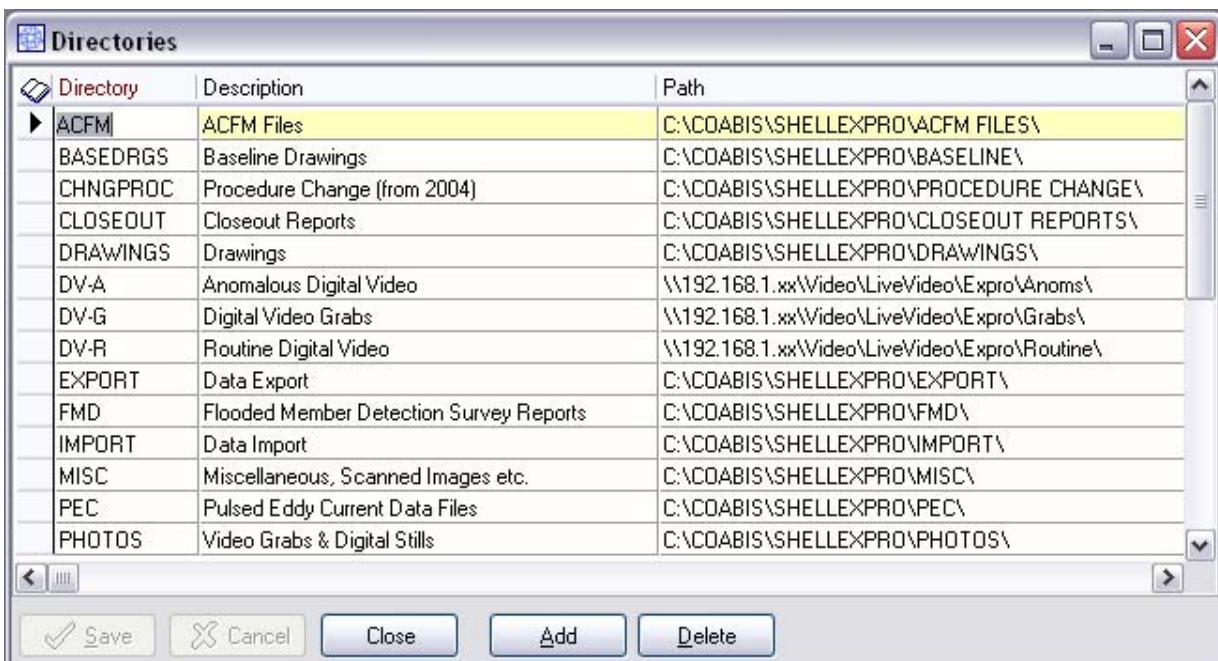 Directories
Directory Description Path
ACFM ACFM Files C:\COABIS\SHELLEXPRO\ACFM FILES\
BASEDRGS Baseline Drawings C:\COABIS\SHELLEXPRO\BASELINE\
CHNGPROC Procedure Change (from 2004) C:\COABIS\SHELLEXPRO\PROCEDURE CHANGE\
CLOSEOUT Closeout Reports C:\COABIS\SHELLEXPRO\CLOSEOUT REPORTS\
DRAWINGS Drawings C:\COABIS\SHELLEXPRO\DRAWINGS\
DV-A Anomalous Digital Video \\192.168.1.xx\Video\LiveVideo\Expro\Anoms\
DV-G Digital Video Grabs \\192.168.1.xx\Video\LiveVideo\Expro\Grabs\
DV-R Routine Digital Video \\192.168.1.xx\Video\LiveVideo\Expro\Routine\
EXPORT Data Export C:\COABIS\SHELLEXPRO\EXPORT\
FMD Flooded Member Detection Survey Reports C:\COABIS\SHELLEXPRO\FMD\
IMPORT Data Import C:\COABIS\SHELLEXPRO\IMPORT\
MISC Miscellaneous, Scanned Images etc. C:\COABIS\SHELLEXPRO\MISC\
PEC Pulsed Eddy Current Data Files C:\COABIS\SHELLEXPRO\PEC\
PHOTOS Video Grabs & Digital Stills C:\COABIS\SHELLEXPRO\PHOTOS\
Save Cancel Close Add Delete